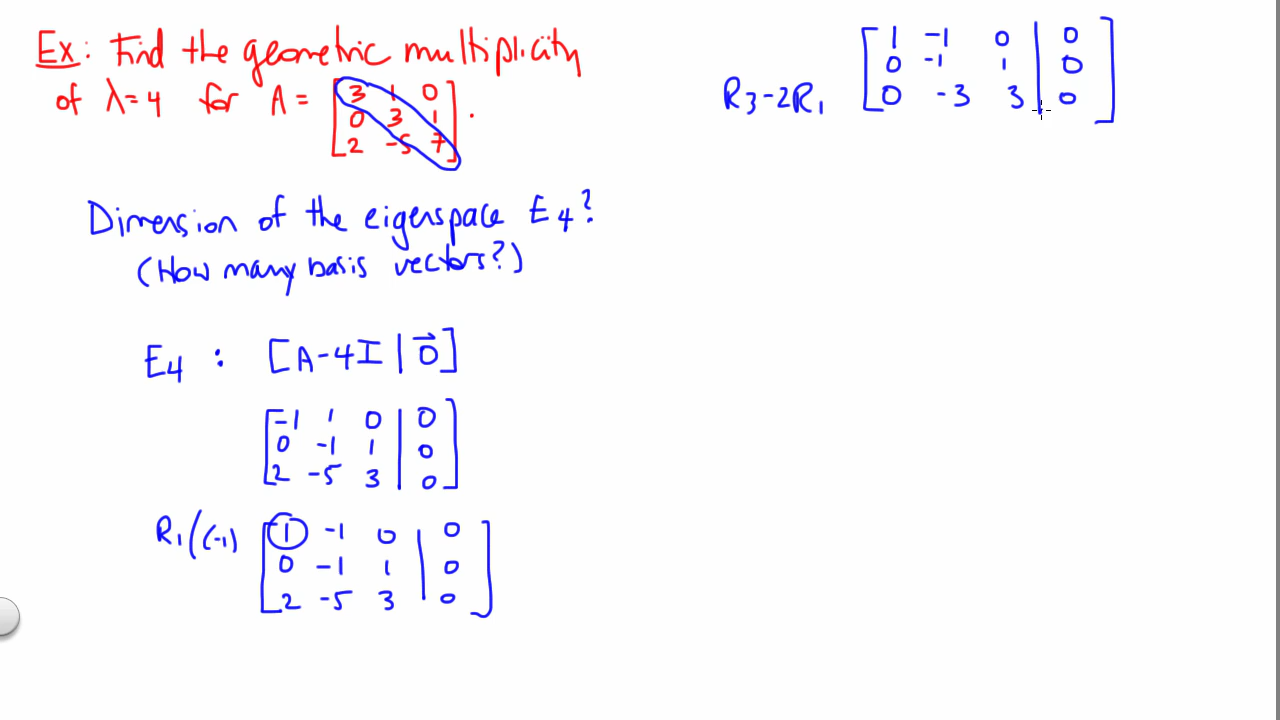 Ex: Find the geometric multiplicity
of λ=4 for A = [3 1 0
0 3 1
2 -5 7].
Dimension of the eigenspace E₄?
(How many basis vectors?)
E₄ : [A-4I | 0⃗]
[-1 1 0 | 0
0 -1 1 | 0
2 -5 3 | 0]
R₁/(-1) [1 -1 0 | 0
0 -1 1 | 0
2 -5 3 | 0]
[1 -1 0 | 0
0 -1 1 | 0
R₃-2R₁ 0 -3 3 | 0]